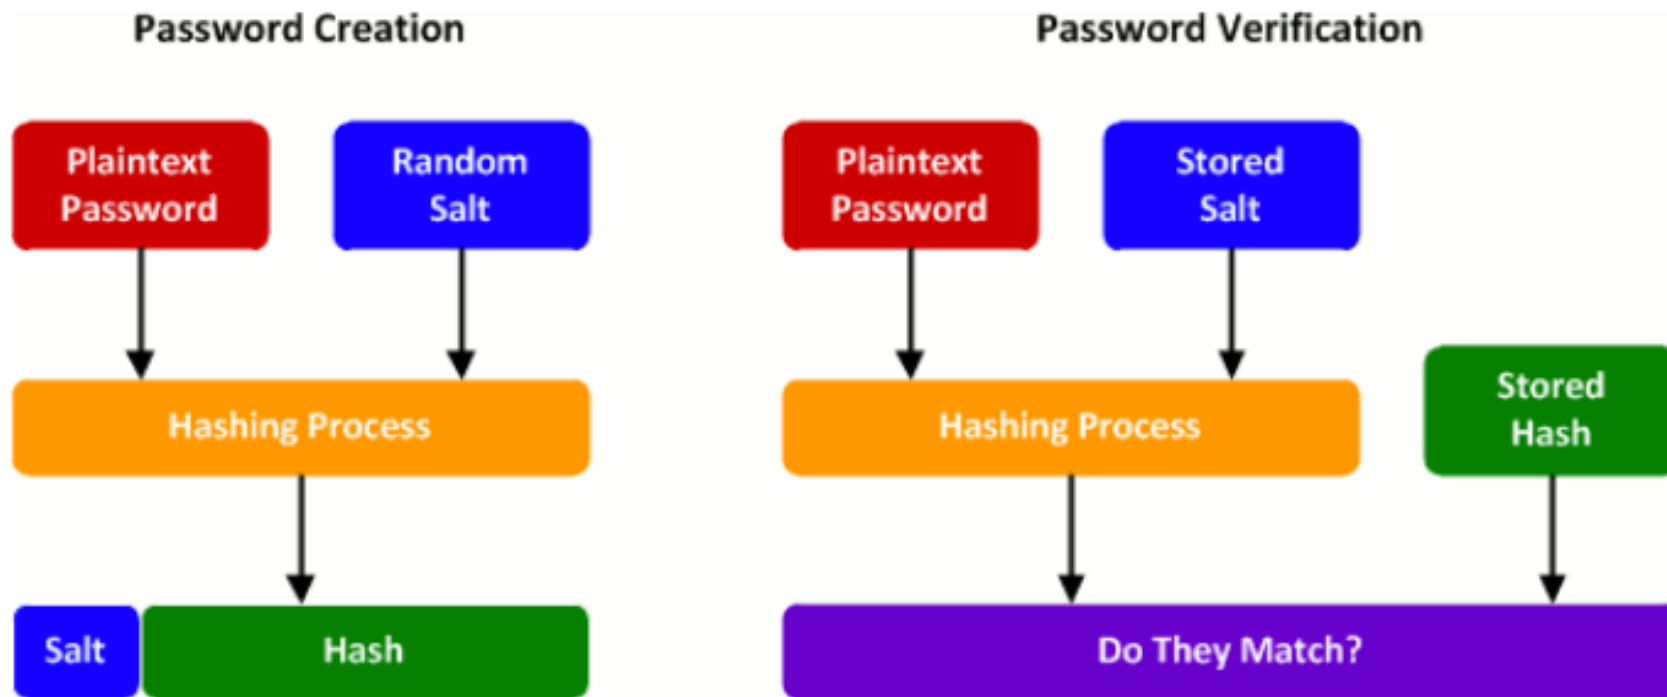 Password Creation
Password Verification
Plaintext
Password
Random
Salt
Plaintext
Password
Stored
Salt
Hashing Process
Hashing Process
Stored
Hash
Salt
Hash
Do They Match?